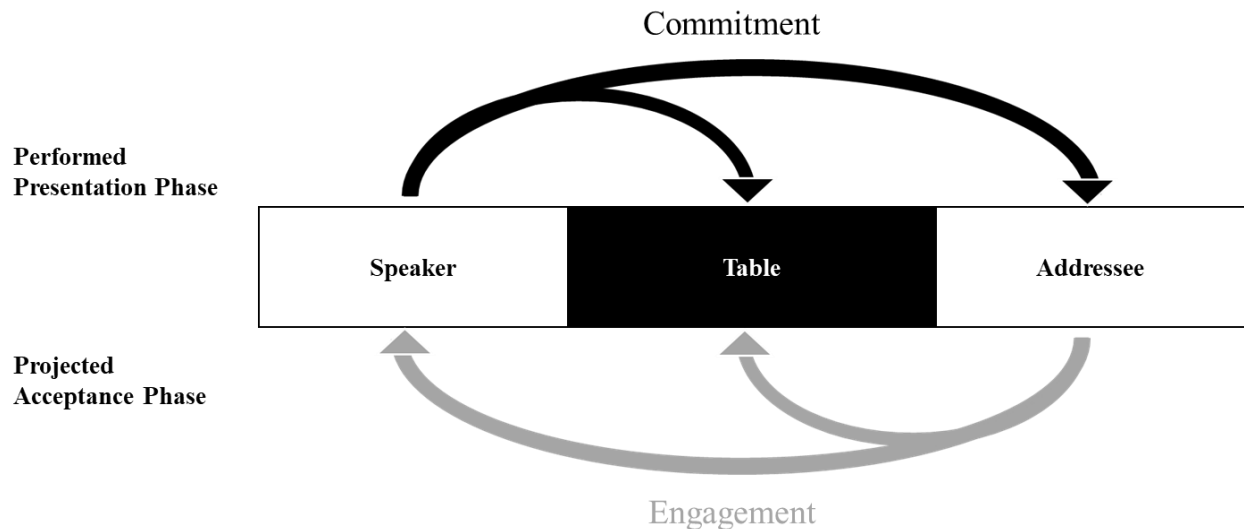 Commitment
Performed
Presentation Phase
Speaker
Table
Addressee
Projected
Acceptance Phase
Engagement